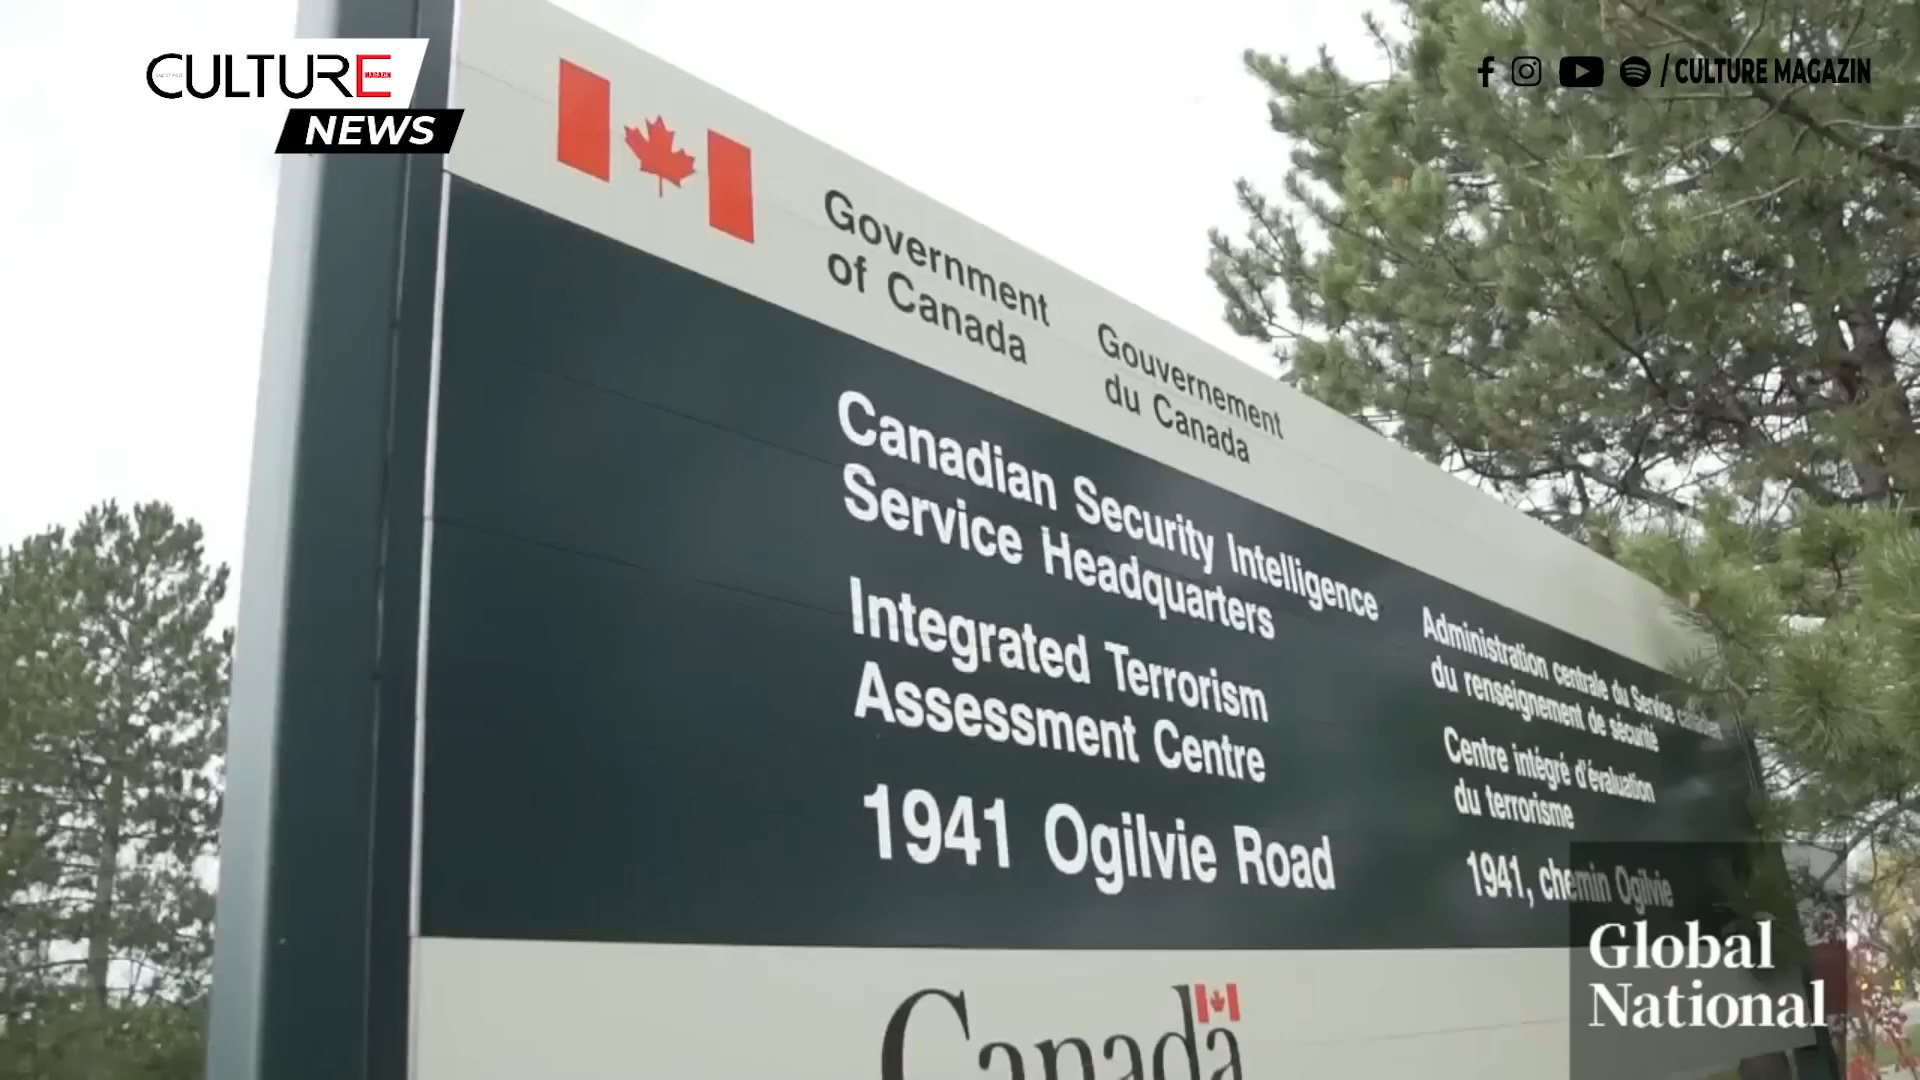 CULTURE
MAGAZIN
NEWS
/ CULTURE MAGAZIN
Government
of Canada
Gouvernement
du Canada
Canadian Security Intelligence
Service Headquarters
Integrated Terrorism
Assessment Centre
1941 Ogilvie Road
Administration centrale du Service
du renseignement de sécurité
Centre intégré d'évaluation
du terrorisme
1941, chemin Ogilvie
Canada
Global
National